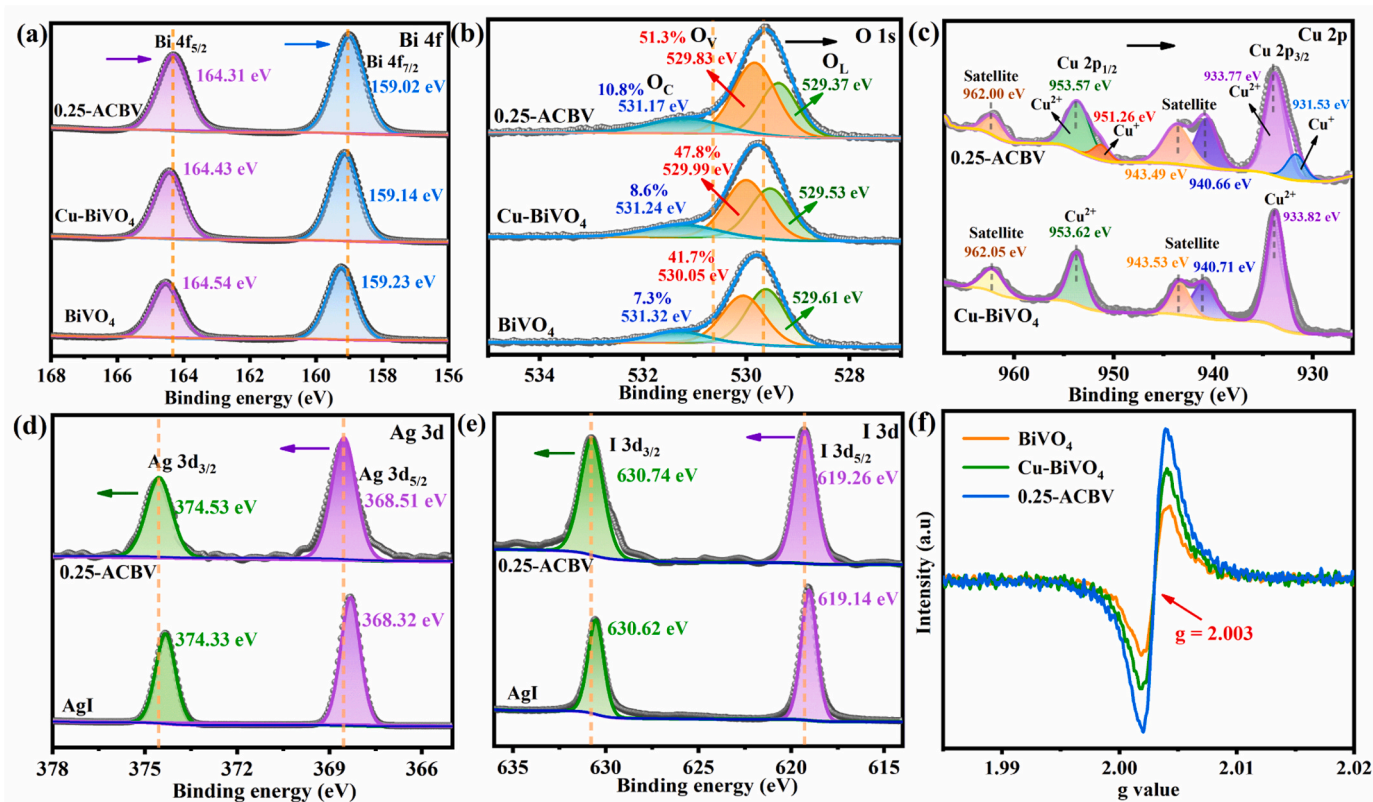 (a)
Bi 4f
Bi 4f5/2
Bi 4f7/2
164.31 eV
159.02 eV
0.25-ACBV
164.43 eV
159.14 eV
Cu-BiVO4
164.54 eV
159.23 eV
BiVO4
168 166 164 162 160 158 156
Binding energy (eV)
(b)
O 1s
51.3%
529.83 eV
OV
OL
10.8%
531.17 eV
OC
529.37 eV
0.25-ACBV
47.8%
529.99 eV
8.6%
531.24 eV
529.53 eV
Cu-BiVO4
41.7%
530.05 eV
7.3%
531.32 eV
529.61 eV
BiVO4
534 532 530 528
Binding energy (eV)
(c)
Cu 2p
Satellite
962.00 eV
Cu 2p1/2
953.57 eV
Cu2+
951.26 eV
Cu+
Satellite
943.49 eV
940.66 eV
Cu 2p3/2
933.77 eV
Cu2+
931.53 eV
Cu+
0.25-ACBV
Satellite
962.05 eV
Cu2+
953.62 eV
Satellite
943.53 eV
940.71 eV
Cu2+
933.82 eV
Cu-BiVO4
960 950 940 930
Binding energy (eV)
(d)
Ag 3d
Ag 3d3/2
Ag 3d5/2
374.53 eV
368.51 eV
0.25-ACBV
374.33 eV
368.32 eV
AgI
378 375 372 369 366
Binding energy (eV)
(e)
I 3d
I 3d3/2
I 3d5/2
630.74 eV
619.26 eV
0.25-ACBV
630.62 eV
619.14 eV
AgI
635 630 625 620 615
Binding energy (eV)
(f)
BiVO4
Cu-BiVO4
0.25-ACBV
g = 2.003
Intensity (a.u)
1.99 2.00 2.01 2.02
g value